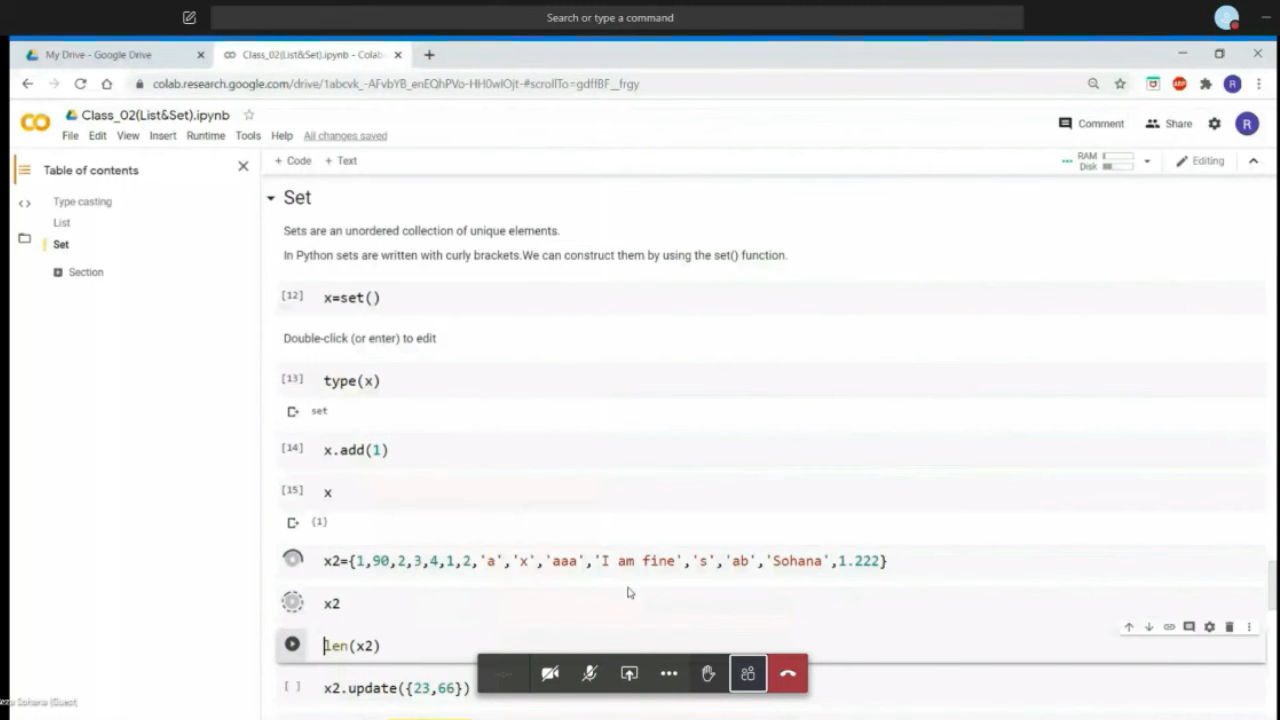 Search or type a command
My Drive - Google Drive
Class_02(List&Set).ipynb - Colab
colab.research.google.com/drive/1abcvk_-AFvbYB_enEQhPVo-HH0wIOjt-#scrollTo=gdffBF__frgy
Class_02(List&Set).ipynb
File Edit View Insert Runtime Tools Help All changes saved
Comment Share R
Table of contents
+ Code + Text
RAM
Disk
Editing
Type casting
List
Set
Section
Set
Sets are an unordered collection of unique elements.
In Python sets are written with curly brackets.We can construct them by using the set() function.
[12] x=set()
Double-click (or enter) to edit
[13] type(x)
set
[14] x.add(1)
[15] x
{1}
x2={1,90,2,3,4,1,2,'a','x','aaa','I am fine','s','ab','Sohana',1.222}
x2
len(x2)
[ ] x2.update({23,66})
Sohana (Guest)